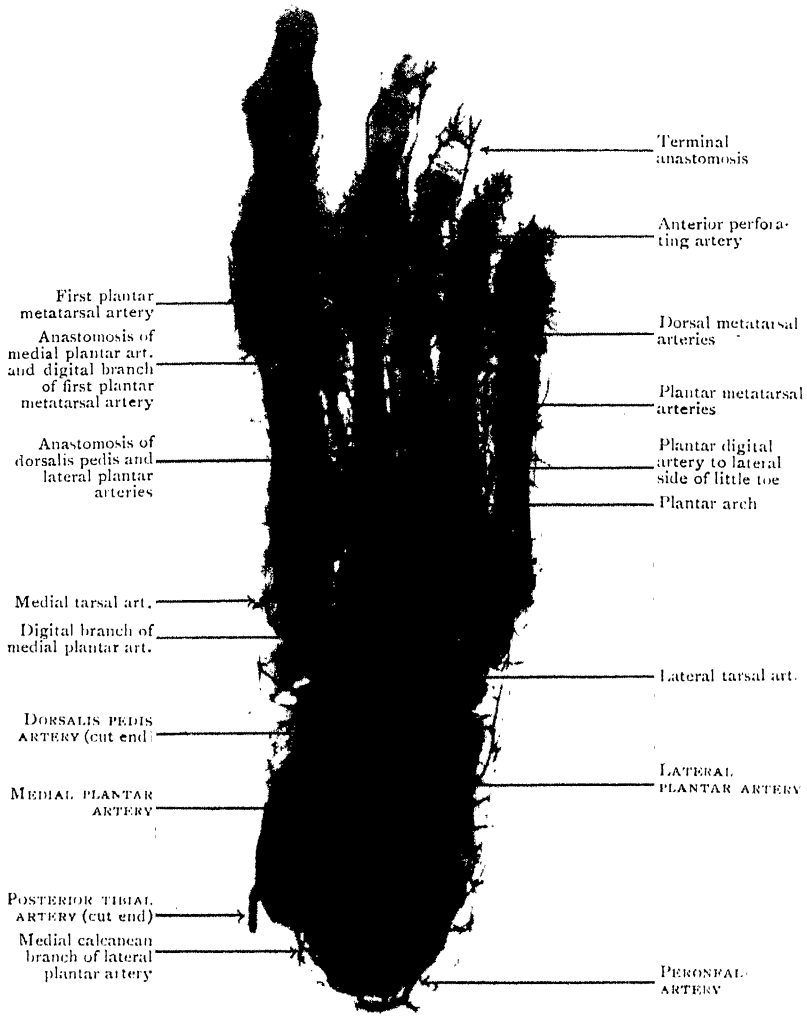 Terminal
anastomosis
Anterior perfora-
ting artery
First plantar
metatarsal artery
Anastomosis of
medial plantar art.
and digital branch
of first plantar
metatarsal artery
Dorsal metatarsal
arteries
Plantar metatarsal
arteries
Anastomosis of
dorsalis pedis and
lateral plantar
arteries
Plantar digital
artery to lateral
side of little toe
Plantar arch
Medial tarsal art.
Digital branch of
medial plantar art.
Lateral tarsal art.
DORSALIS PEDIS
ARTERY (cut end)
LATERAL
PLANTAR ARTERY
MEDIAL PLANTAR
ARTERY
POSTERIOR TIBIAL
ARTERY (cut end)
Medial calcanean
branch of lateral
plantar artery
PERONEAL
ARTERY